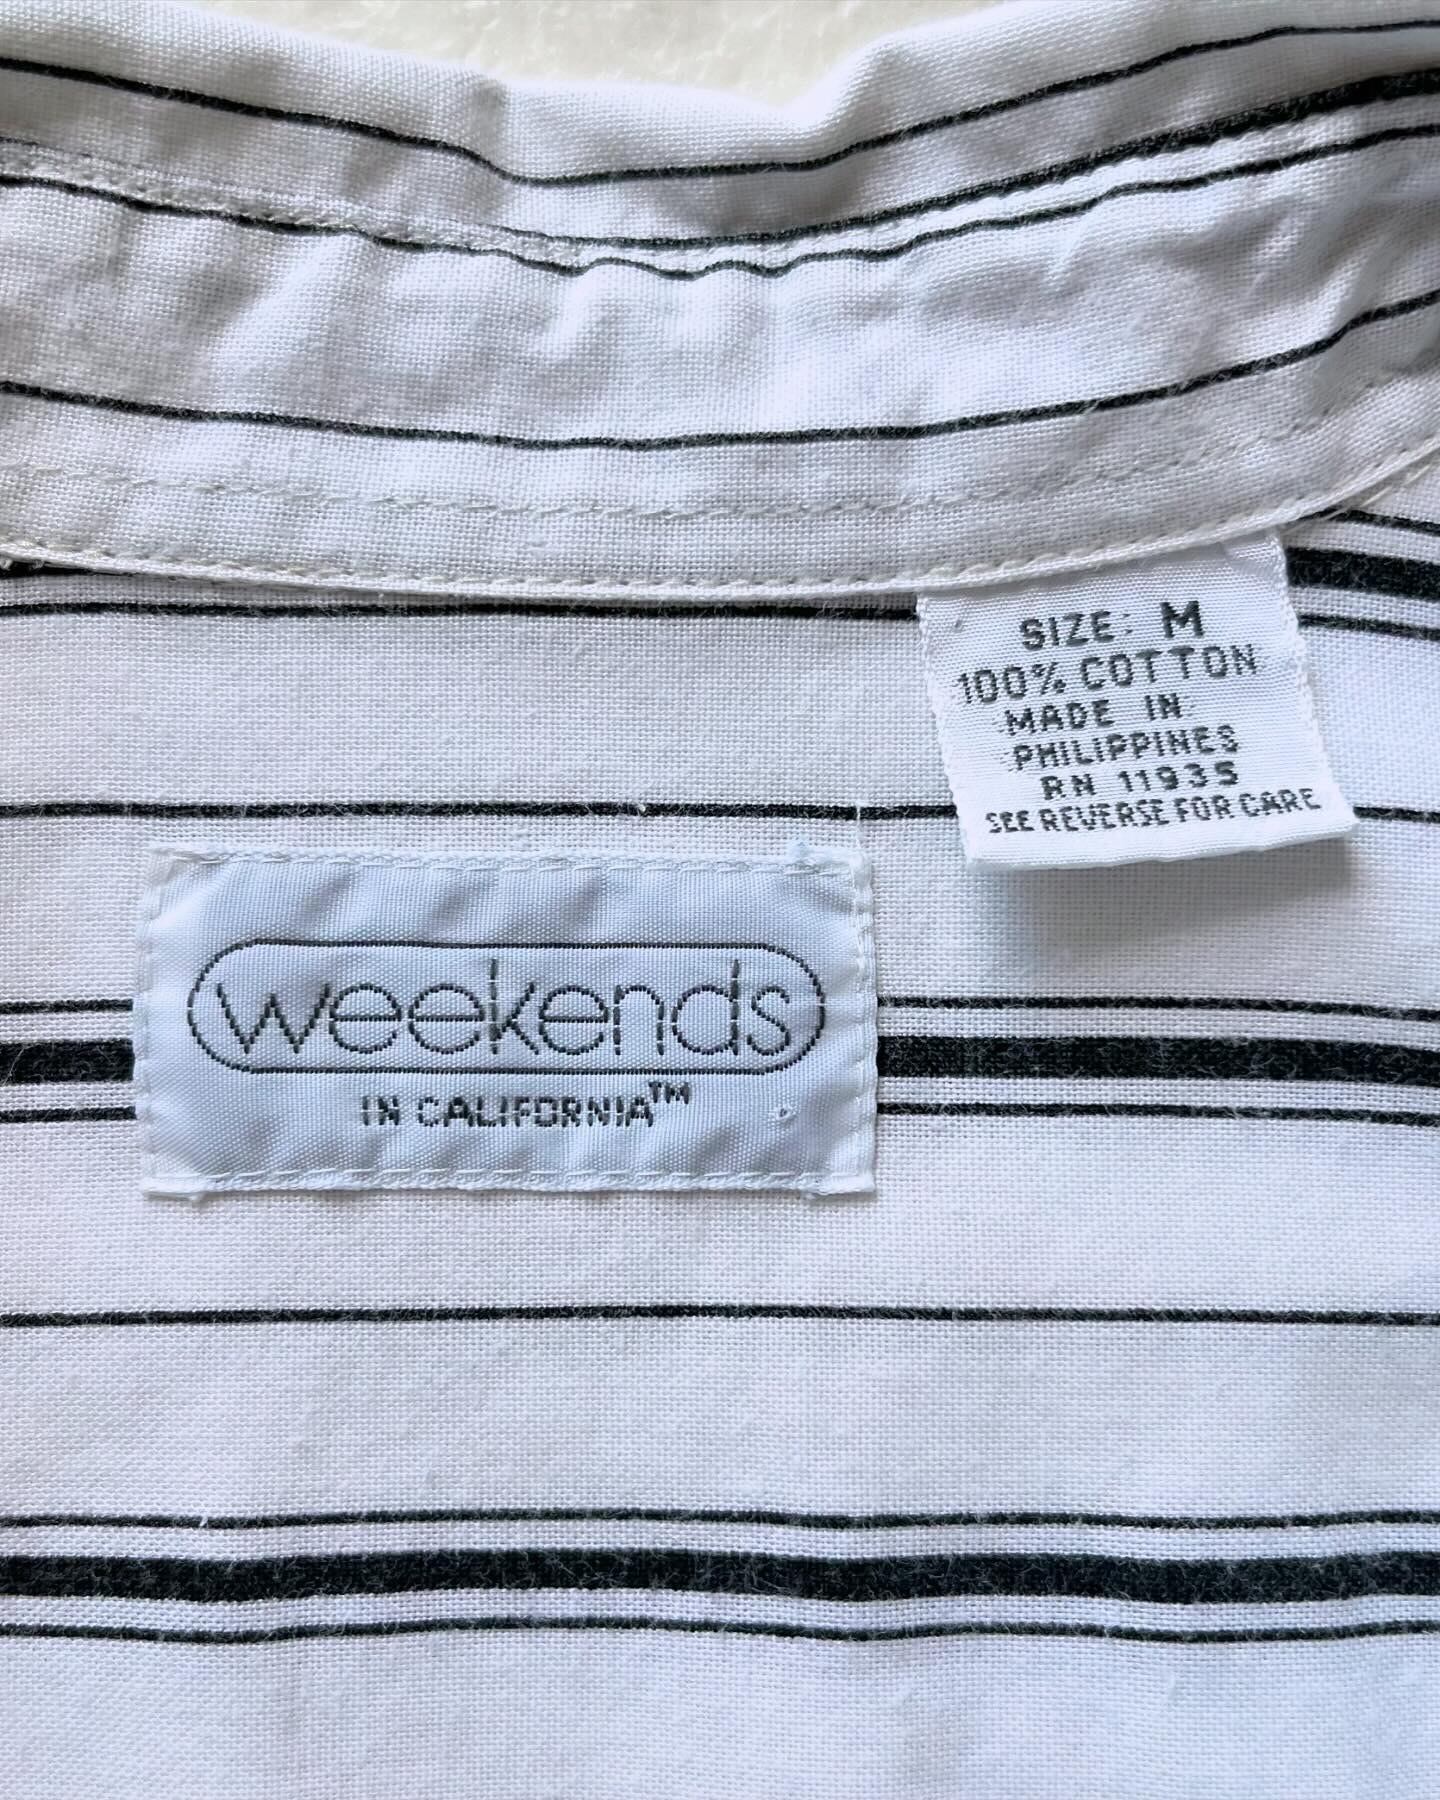 SIZE: M
100% COTTON
MADE IN
PHILIPPINES
RN 11935
SEE REVERSE FOR CARE
weekends
IN CALIFORNIA™